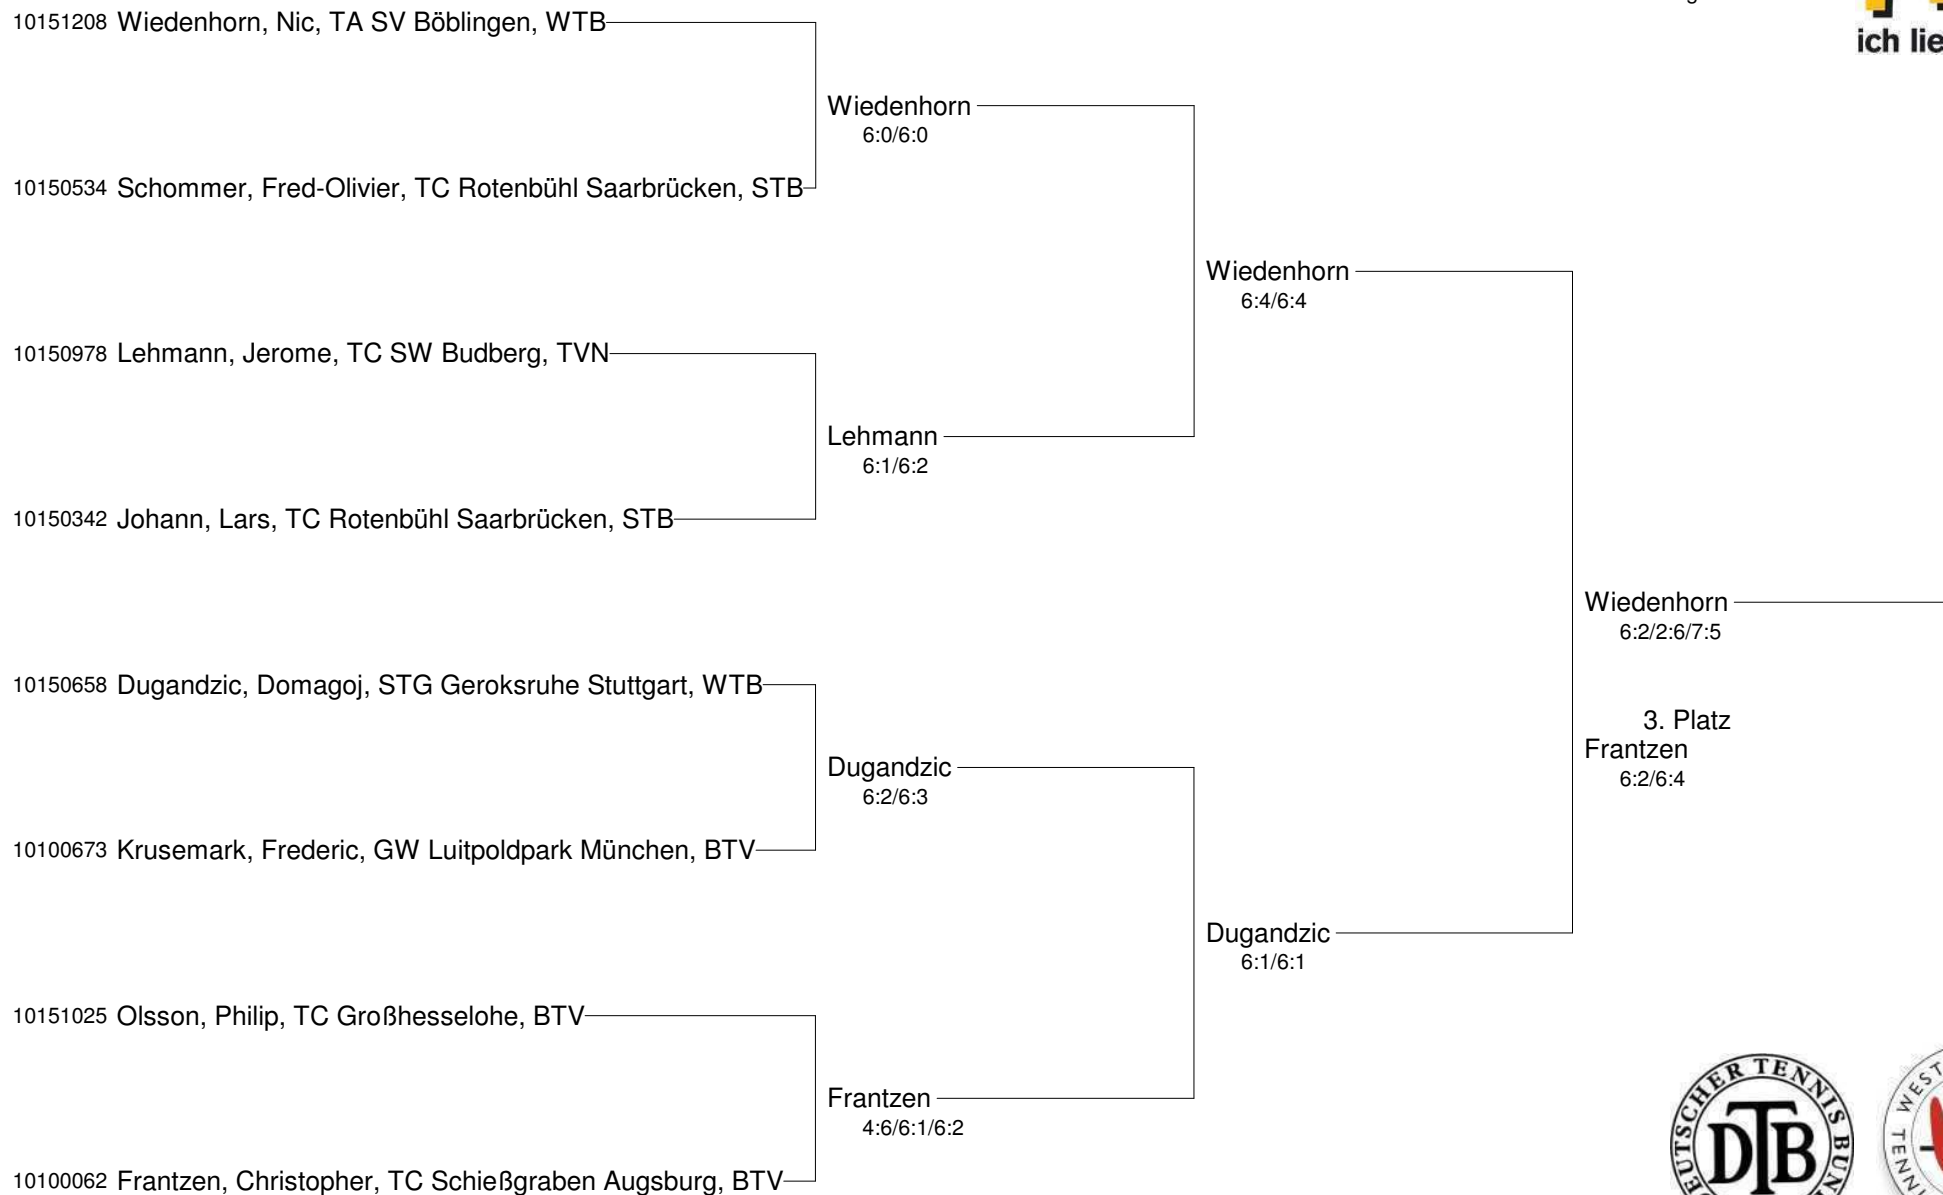 10151208 Wiedenhorn, Nic, TA SV Böblingen, WTB
ich lie
Wiedenhorn
6:0/6:0
10150534 Schommer, Fred-Olivier, TC Rotenbühl Saarbrücken, STB
Wiedenhorn
6:4/6:4
10150978 Lehmann, Jerome, TC SW Budberg, TVN
Lehmann
6:1/6:2
10150342 Johann, Lars, TC Rotenbühl Saarbrücken, STB
Wiedenhorn
6:2/2:6/7:5
10150658 Dugandzic, Domagoj, STG Geroksruhe Stuttgart, WTB
3. Platz
Frantzen
6:2/6:4
Dugandzic
6:2/6:3
10100673 Krusemark, Frederic, GW Luitpoldpark München, BTV
Dugandzic
6:1/6:1
10151025 Olsson, Philip, TC Großhesselohe, BTV
Frantzen
4:6/6:1/6:2
10100062 Frantzen, Christopher, TC Schießgraben Augsburg, BTV
DEUTSCHER TENNIS BUN
DTB
WEST
TENNI